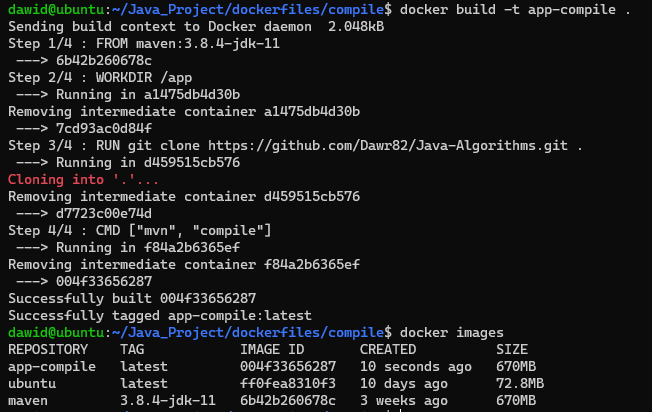 dawid@ubuntu:~/Java_Project/dockerfiles/compile$ docker build -t app-compile .
Sending build context to Docker daemon  2.048kB
Step 1/4 : FROM maven:3.8.4-jdk-11
 ---> 6b42b260678c
Step 2/4 : WORKDIR /app
 ---> Running in a1475db4d30b
Removing intermediate container a1475db4d30b
 ---> 7cd93ac0d84f
Step 3/4 : RUN git clone https://github.com/Dawr82/Java-Algorithms.git .
 ---> Running in d459515cb576
Cloning into '.'...
Removing intermediate container d459515cb576
 ---> d7723c00e74d
Step 4/4 : CMD ["mvn", "compile"]
 ---> Running in f84a2b6365ef
Removing intermediate container f84a2b6365ef
 ---> 004f33656287
Successfully built 004f33656287
Successfully tagged app-compile:latest
dawid@ubuntu:~/Java_Project/dockerfiles/compile$ docker images
REPOSITORY    TAG            IMAGE ID       CREATED          SIZE
app-compile   latest         004f33656287   10 seconds ago   670MB
ubuntu        latest         ff0fea8310f3   10 days ago      72.8MB
maven         3.8.4-jdk-11   6b42b260678c   3 weeks ago      670MB